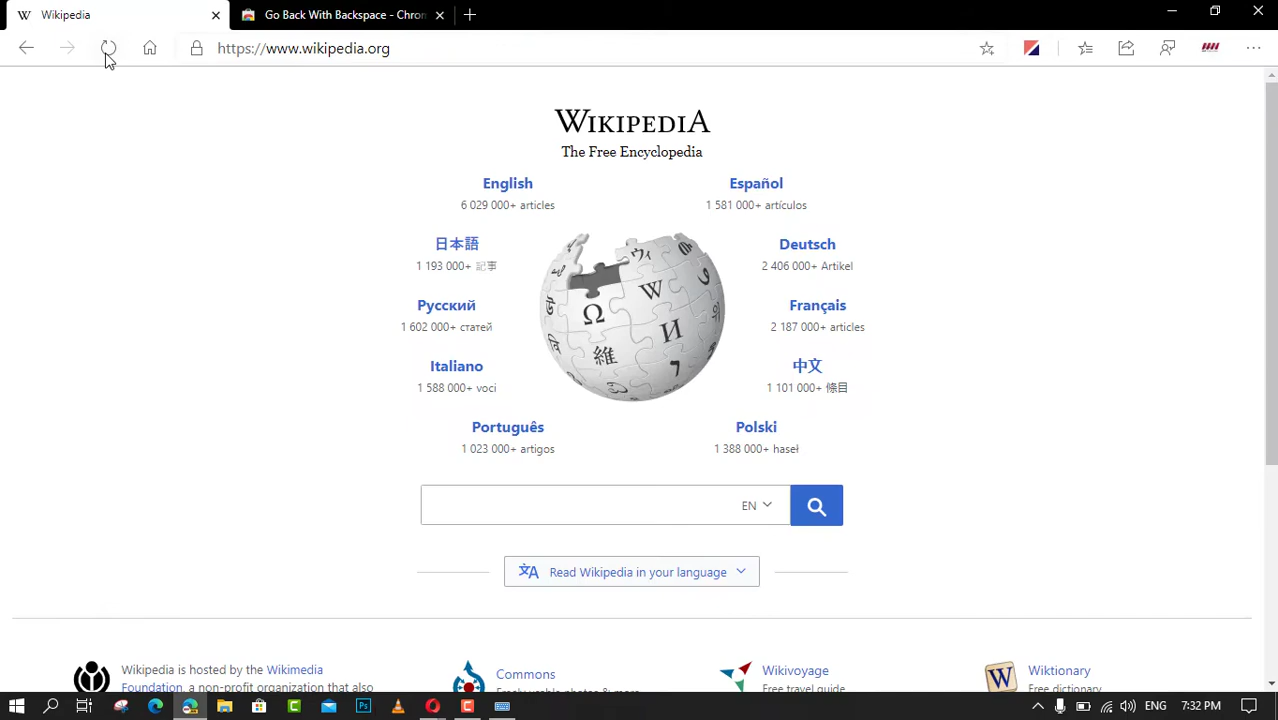 Wikipedia
Go Back With Backspace - Chrom
https://www.wikipedia.org
WIKIPEDIA
The Free Encyclopedia
English
6 029 000+ articles
Español
1 581 000+ artículos
日本語
1 193 000+ 記事
Deutsch
2 406 000+ Artikel
Русский
1 602 000+ статей
Français
2 187 000+ articles
Italiano
1 588 000+ voci
中文
1 101 000+ 條目
Português
1 023 000+ artigos
Polski
1 388 000+ haseł
EN
Read Wikipedia in your language
Wikipedia is hosted by the Wikimedia
Foundation, a non-profit organization that also
Commons
Freely usable photos & more
Wikivoyage
Free travel guide
Wiktionary
Free dictionary
ENG
7:32 PM